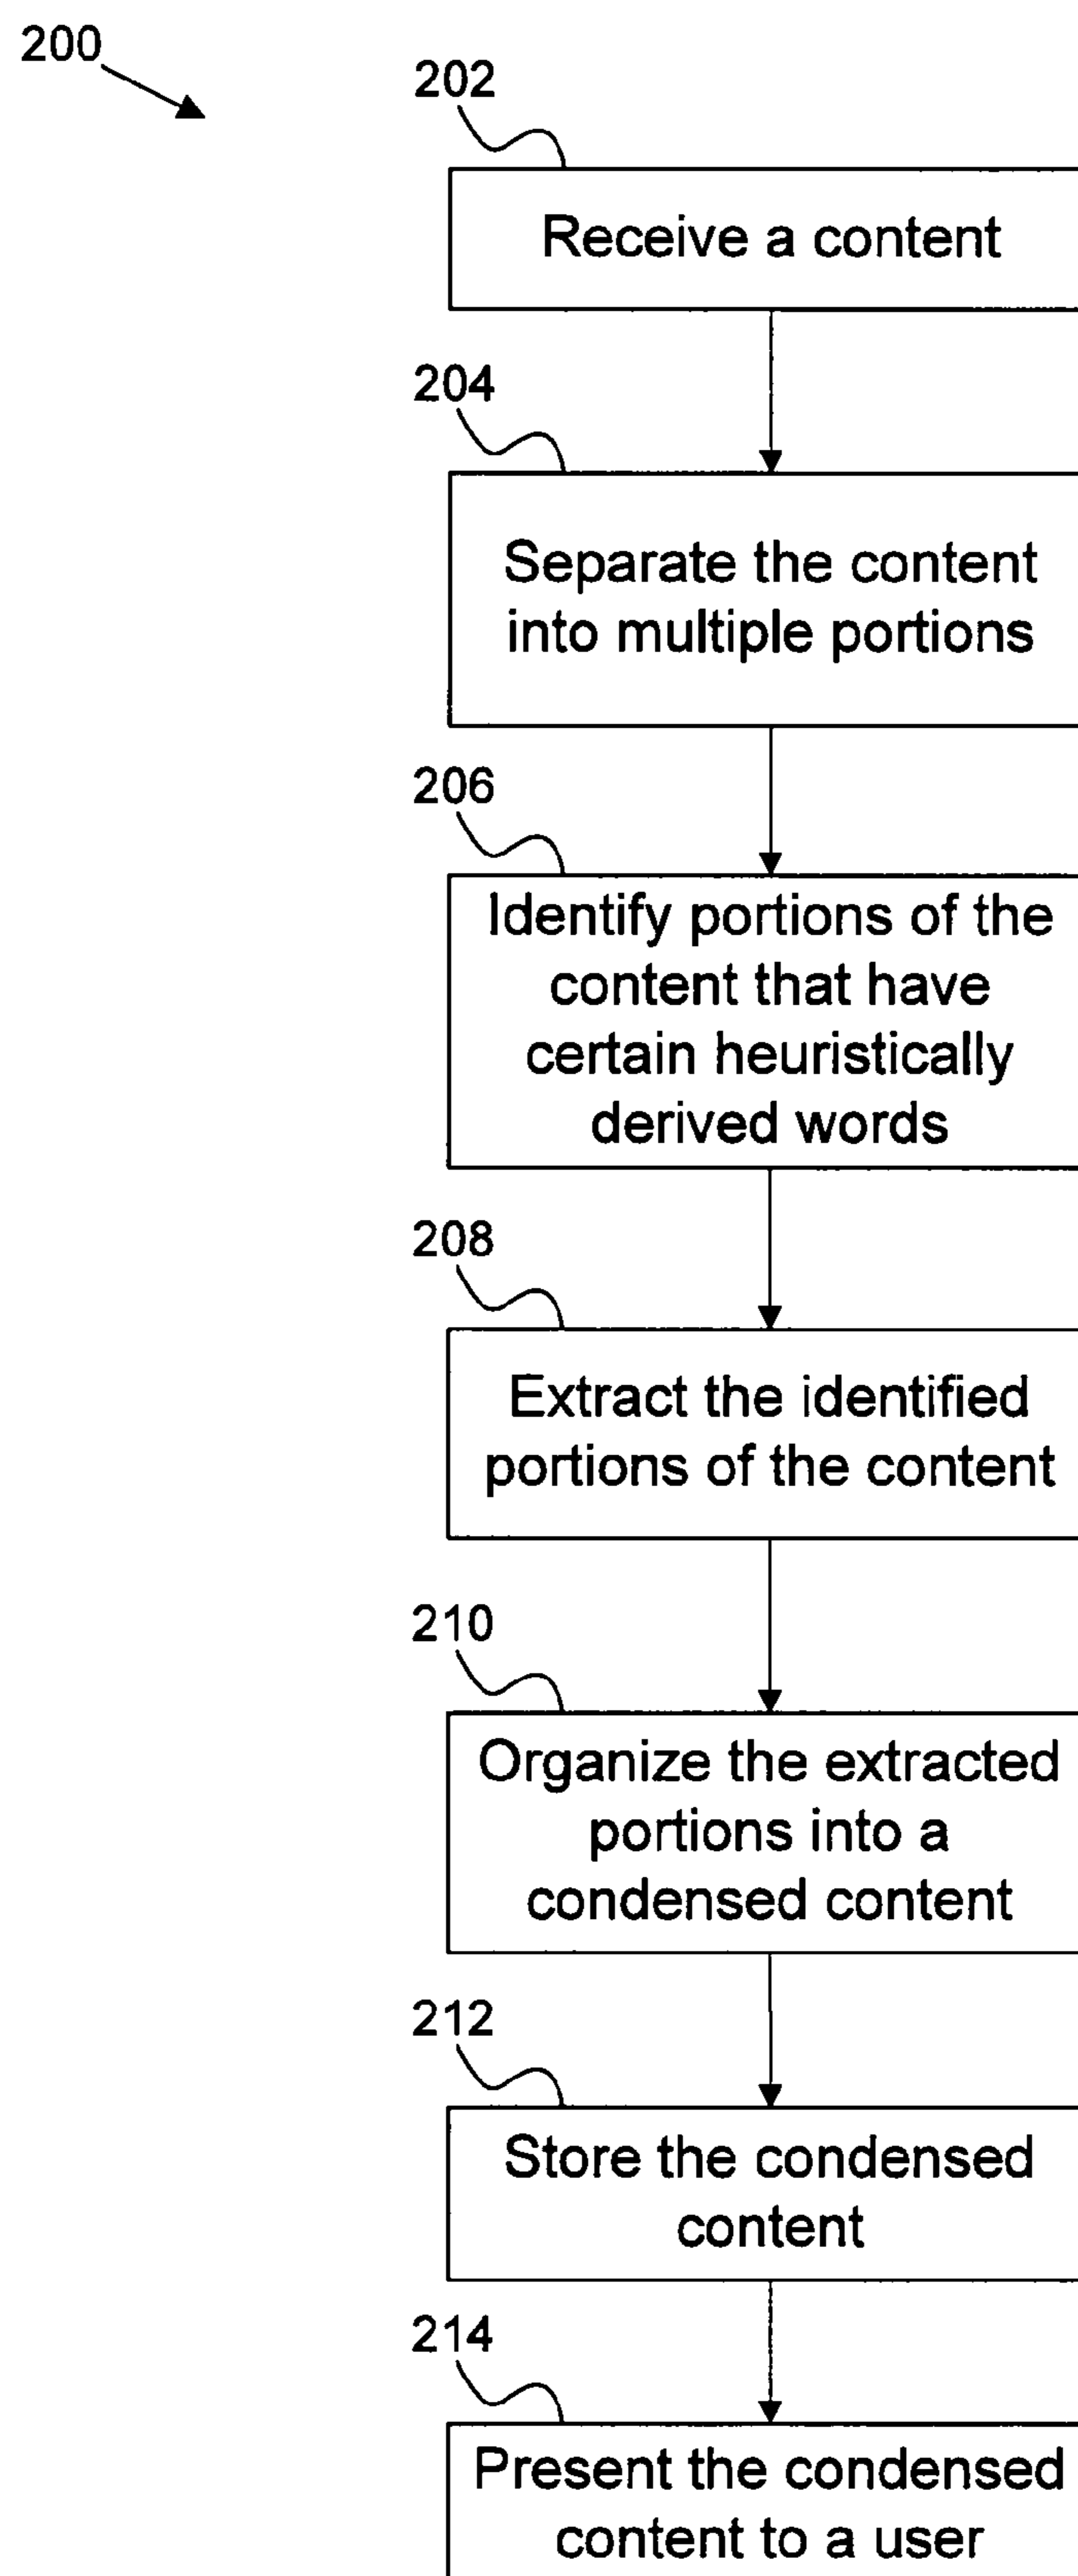 200
202
Receive a content
204
Separate the content
into multiple portions
206
Identify portions of the
content that have
certain heuristically
derived words
208
Extract the identified
portions of the content
210
Organize the extracted
portions into a
condensed content
212
Store the condensed
content
214
Present the condensed
content to a user